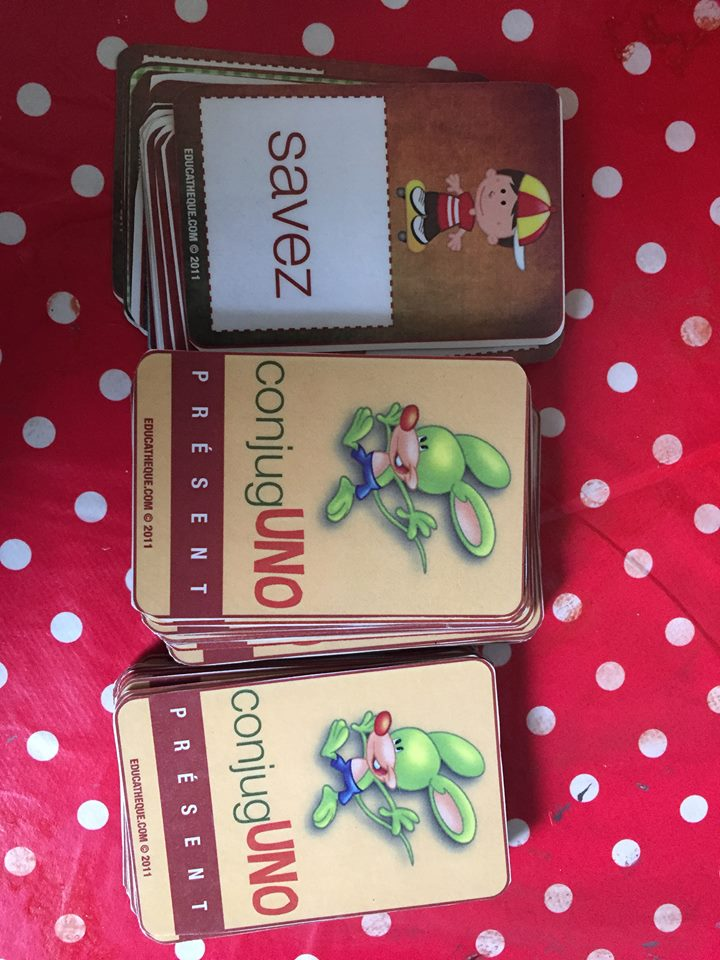 savez
EDUCATHEQUE.COM © 2011
conjugUNO
PRÉSENT
EDUCATHEQUE.COM © 2011
conjugUNO
PRÉSENT
EDUCATHEQUE.COM © 2011